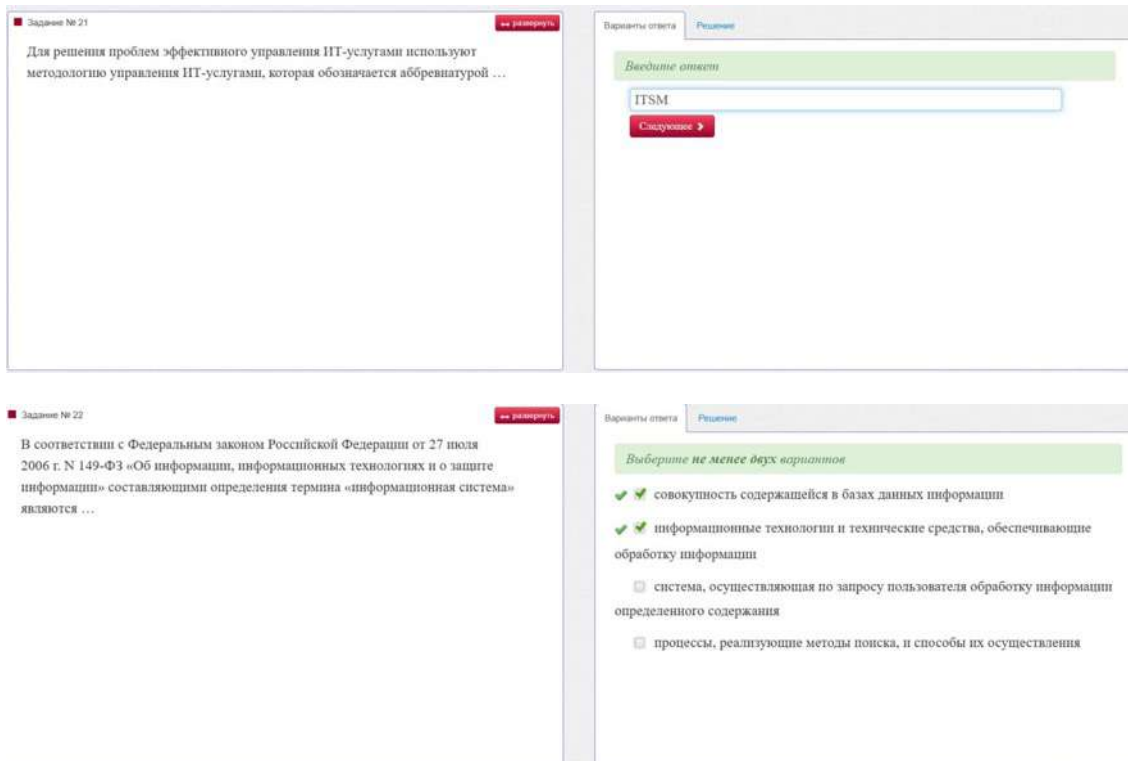 Задание № 21
развернуть
Для решения проблем эффективного управления ИТ-услугами используют
методологию управления ИТ-услугами, которая обозначается аббревиатурой …
Варианты ответа
Решение
Введите ответ
ITSM
Следующее
Задание № 22
развернуть
В соответствии с Федеральным законом Российской Федерации от 27 июля
2006 г. N 149-ФЗ «Об информации, информационных технологиях и о защите
информации» составляющими определения термина «информационная система»
являются …
Варианты ответа
Решение
Выберите не менее двух вариантов
совокупность содержащейся в базах данных информации
информационные технологии и технические средства, обеспечивающие
обработку информации
система, осуществляющая по запросу пользователя обработку информации
определенного содержания
процессы, реализующие методы поиска, и способы их осуществления